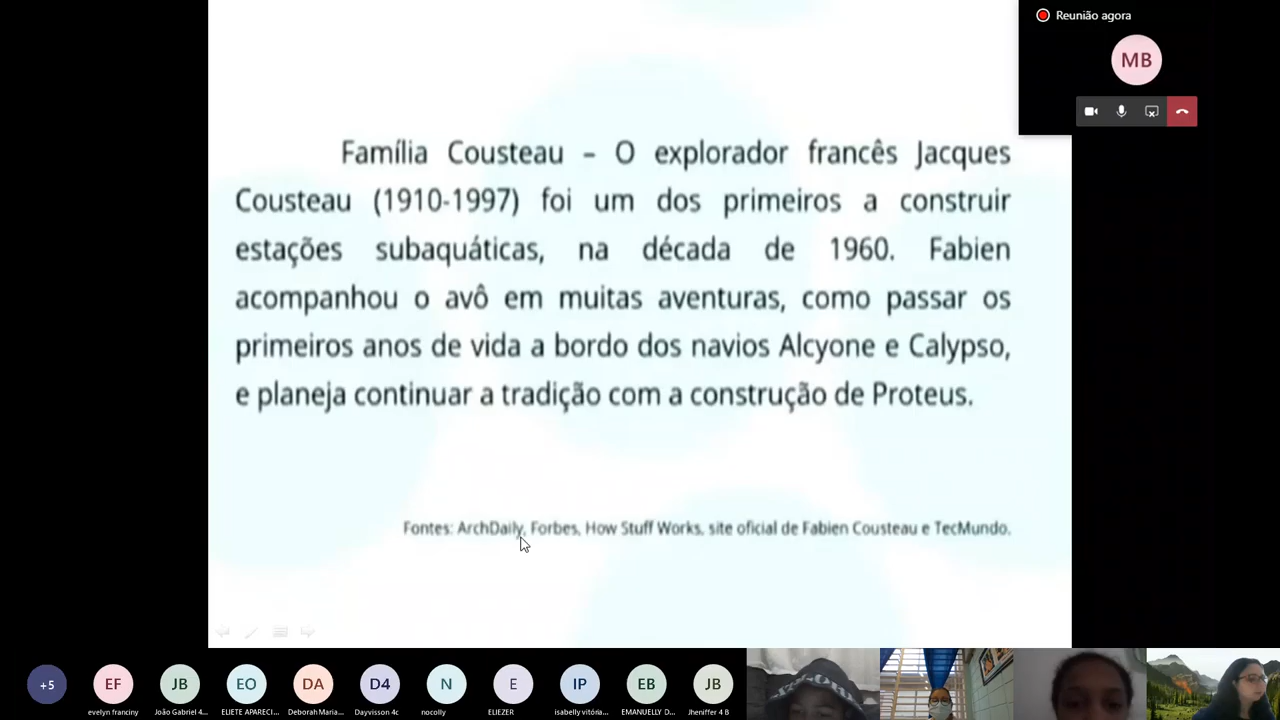 Reunião agora
MB
Família Cousteau – O explorador francês Jacques
Cousteau (1910-1997) foi um dos primeiros a construir
estações subaquáticas, na década de 1960. Fabien
acompanhou o avô em muitas aventuras, como passar os
primeiros anos de vida a bordo dos navios Alcyone e Calypso,
e planeja continuar a tradição com a construção de Proteus.
Fontes: ArchDaily, Forbes, How Stuff Works, site oficial de Fabien Cousteau e TecMundo.
+5 EF JB EO DA D4 N E IP EB JB
evelyn franciny João Gabriel 4... ELIETE APARECI... Deborah Maria... Dayvisson 4c nocolly ELIEZER isabelly vitória... EMANUELLY D... Jheniffer 4 B